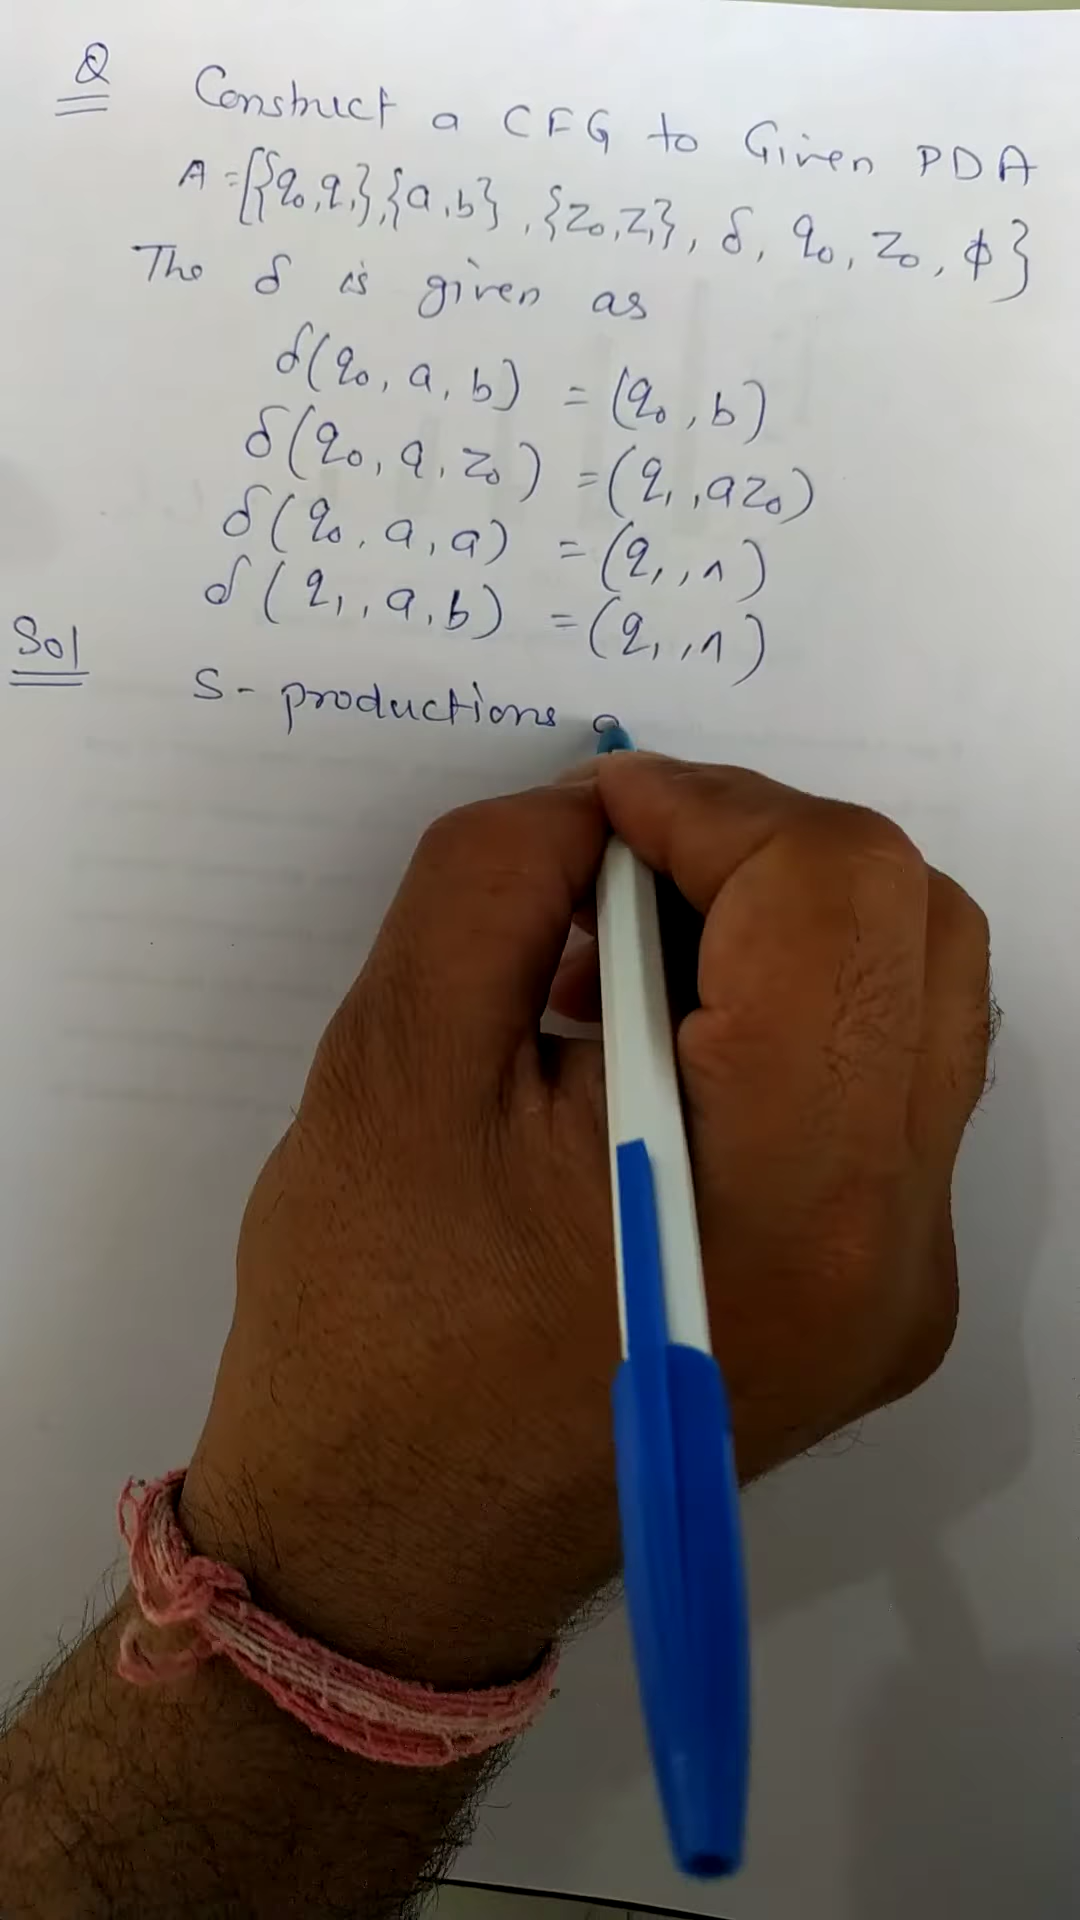 Q Construct a CFG to Given PDA
A = [{q₀,q₁},{a,b},{z₀,z₁}, δ, q₀, z₀, φ}
The δ is given as
δ(q₀, a, b) = (q₀, b)
δ(q₀, a, z₀) = (q₁, az₀)
δ(q₀, a, a) = (q₁, ∧)
δ(q₁, a, b) = (q₁, ∧)
Sol
S- productions a